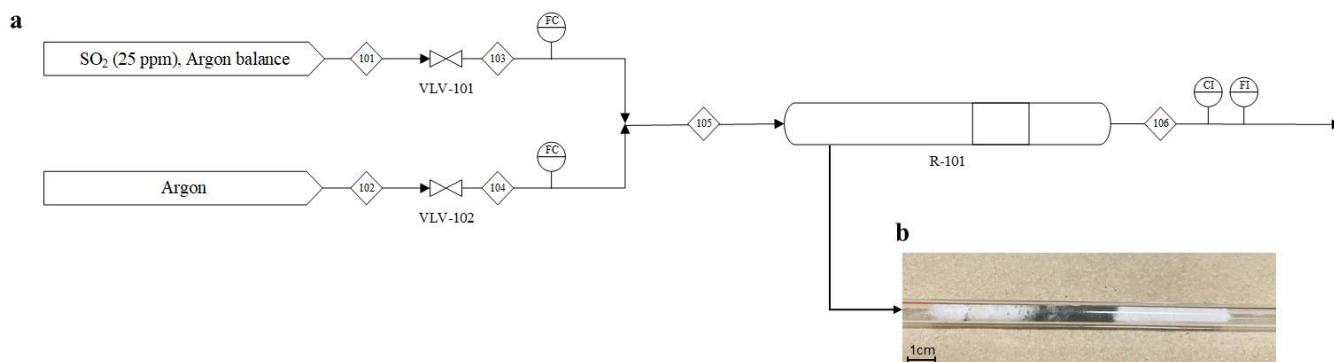 a
FC
SO₂ (25 ppm), Argon balance
101
103
VLV-101
CI
FI
105
106
FC
R-101
Argon
102
104
VLV-102
b
1cm